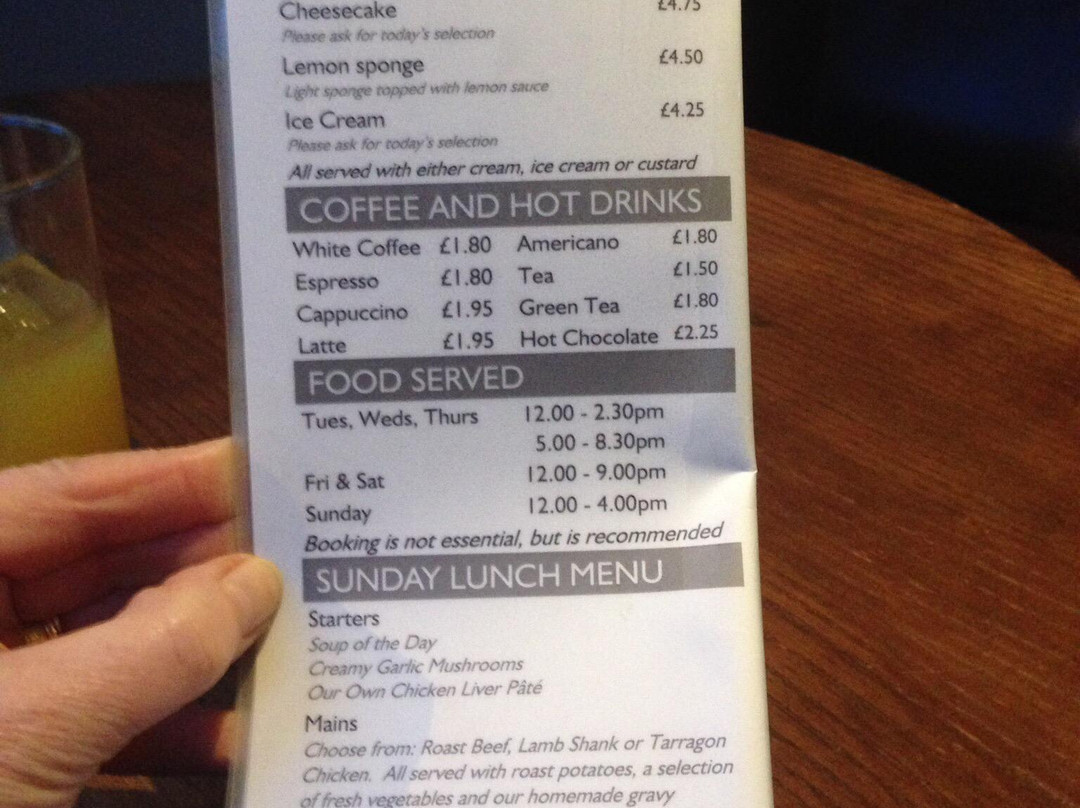 Cheesecake £4.75
Please ask for today's selection
Lemon sponge £4.50
Light sponge topped with lemon sauce
Ice Cream £4.25
Please ask for today's selection
All served with either cream, ice cream or custard
COFFEE AND HOT DRINKS
White Coffee £1.80 Americano £1.80
Espresso £1.80 Tea £1.50
Cappuccino £1.95 Green Tea £1.80
Latte £1.95 Hot Chocolate £2.25
FOOD SERVED
Tues, Weds, Thurs 12.00 - 2.30pm
5.00 - 8.30pm
Fri & Sat 12.00 - 9.00pm
Sunday 12.00 - 4.00pm
Booking is not essential, but is recommended
SUNDAY LUNCH MENU
Starters
Soup of the Day
Creamy Garlic Mushrooms
Our Own Chicken Liver Pâté
Mains
Choose from: Roast Beef, Lamb Shank or Tarragon
Chicken. All served with roast potatoes, a selection
of fresh vegetables and our homemade gravy